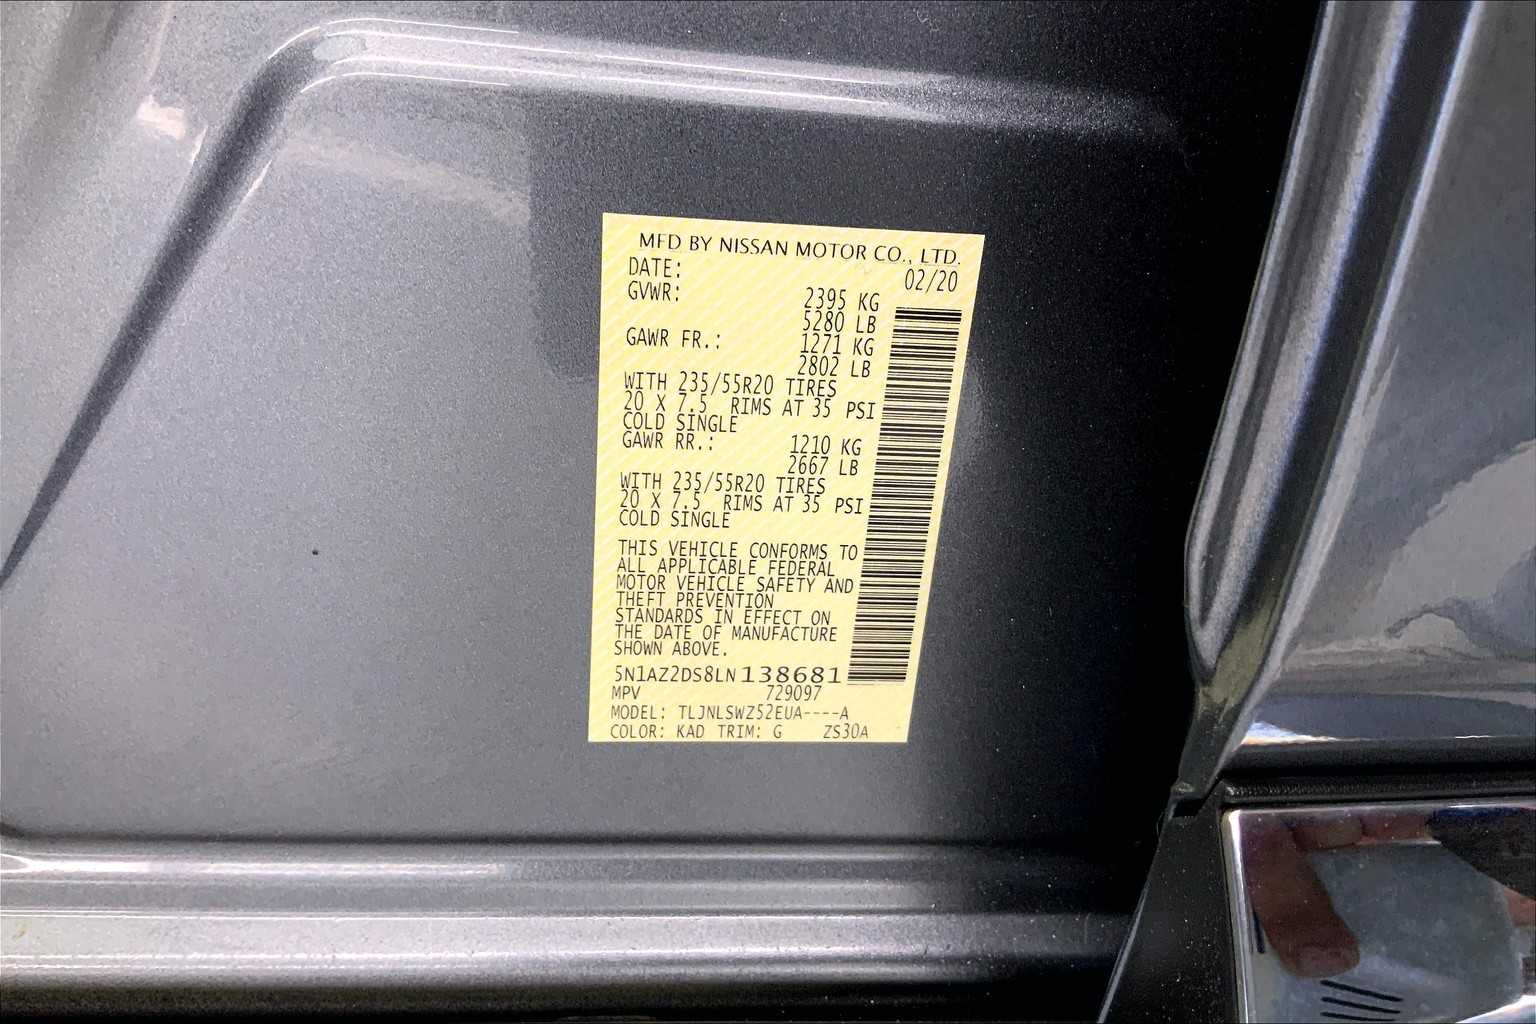 MFD BY NISSAN MOTOR CO., LTD.
DATE: 02/20
GVWR: 2395 KG
5280 LB
GAWR FR.: 1271 KG
2802 LB
WITH 235/55R20 TIRES
20 X 7.5 RIMS AT 35 PSI
COLD SINGLE
GAWR RR.: 1210 KG
2667 LB
WITH 235/55R20 TIRES
20 X 7.5 RIMS AT 35 PSI
COLD SINGLE
THIS VEHICLE CONFORMS TO
ALL APPLICABLE FEDERAL
MOTOR VEHICLE SAFETY AND
THEFT PREVENTION
STANDARDS IN EFFECT ON
THE DATE OF MANUFACTURE
SHOWN ABOVE.
5N1AZ2DS8LN138681
MPV 729097
MODEL: TLJNLSWZ52EUA----A
COLOR: KAD TRIM: G ZS30A